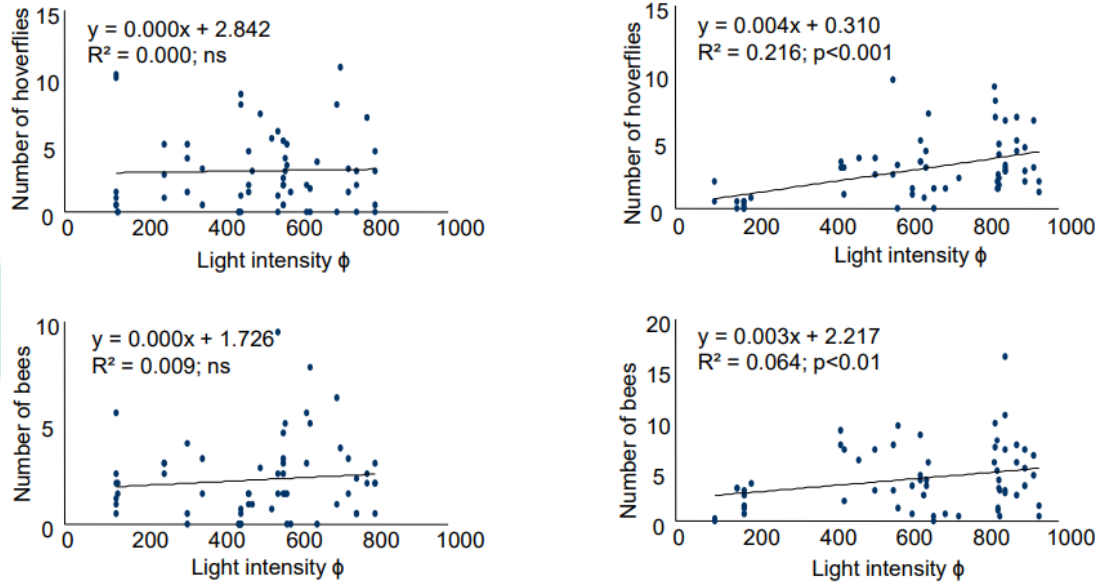 15
10
5
0
Number of hoverflies
y = 0.000x + 2.842
R² = 0.000; ns
0 200 400 600 800 1000
Light intensity ϕ
15
10
5
0
Number of hoverflies
y = 0.004x + 0.310
R² = 0.216; p<0.001
0 200 400 600 800 1000
Light intensity ϕ
10
5
0
Number of bees
y = 0.000x + 1.726
R² = 0.009; ns
0 200 400 600 800 1000
Light intensity ϕ
20
15
10
5
0
Number of bees
y = 0.003x + 2.217
R² = 0.064; p<0.01
0 200 400 600 800 1000
Light intensity ϕ